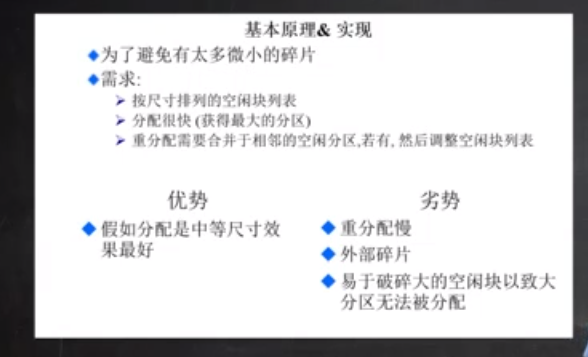 基本原理& 实现
◆为了避免有太多微小的碎片
◆需求:
➢ 按尺寸排列的空闲块列表
➢ 分配很快 (获得最大的分区)
➢ 重分配需要合并于相邻的空闲分区,若有, 然后调整空闲块列表
优势
◆ 假如分配是中等尺寸效
果最好
劣势
◆ 重分配慢
◆ 外部碎片
◆ 易于破碎大的空闲块以致大
分区无法被分配